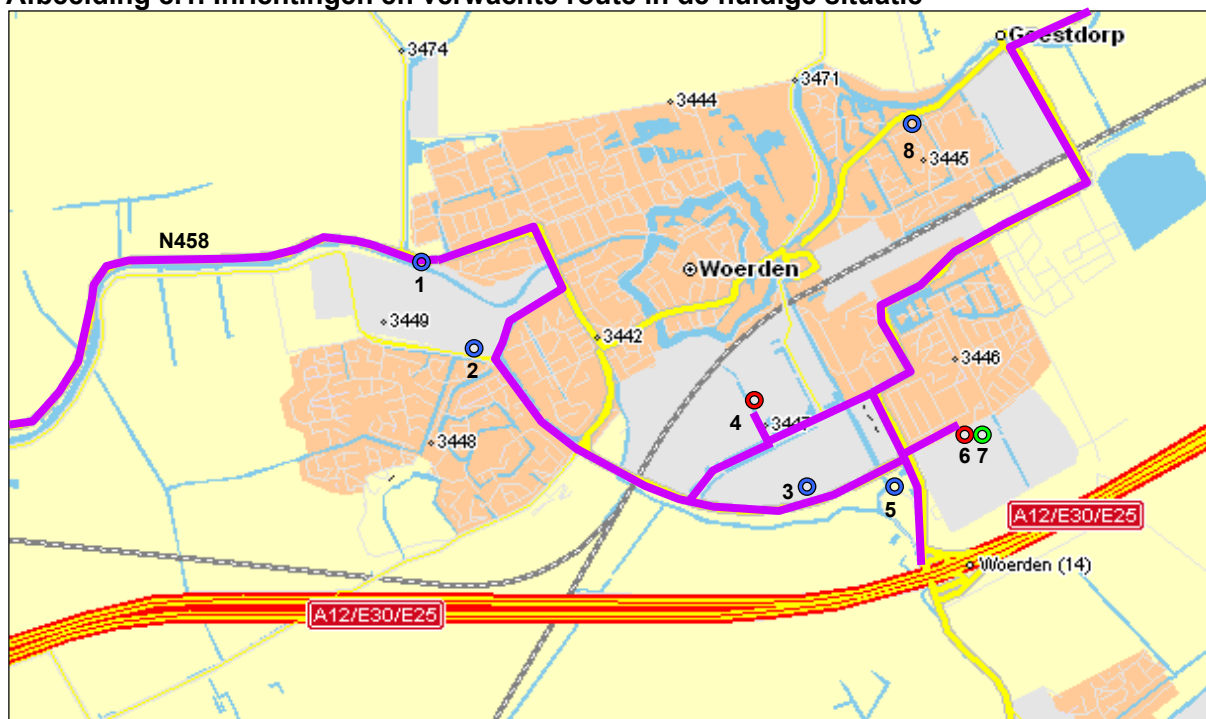 Afbeelding 3.1: Inrichtingen en verwachte route in de huidige situatie
Geestdorp
3474
3471
3444
8
3445
N458
1
Woerden
3449
3442
2
3446
4
3447
3448
6 7
3
5
A12/E30/E25
Woerden (14)
A12/E30/E25